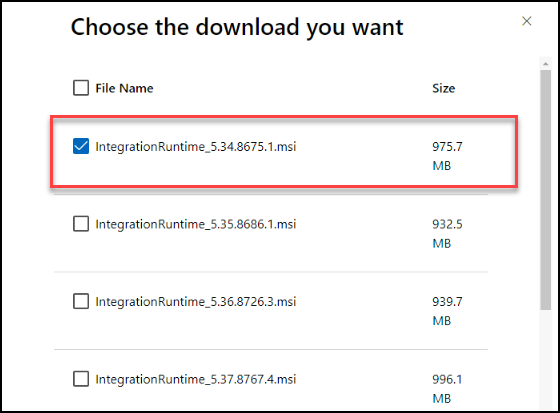 Choose the download you want
File Name Size
IntegrationRuntime_5.34.8675.1.msi 975.7
MB
IntegrationRuntime_5.35.8686.1.msi 932.5
MB
IntegrationRuntime_5.36.8726.3.msi 939.7
MB
IntegrationRuntime_5.37.8767.4.msi 996.1
MB